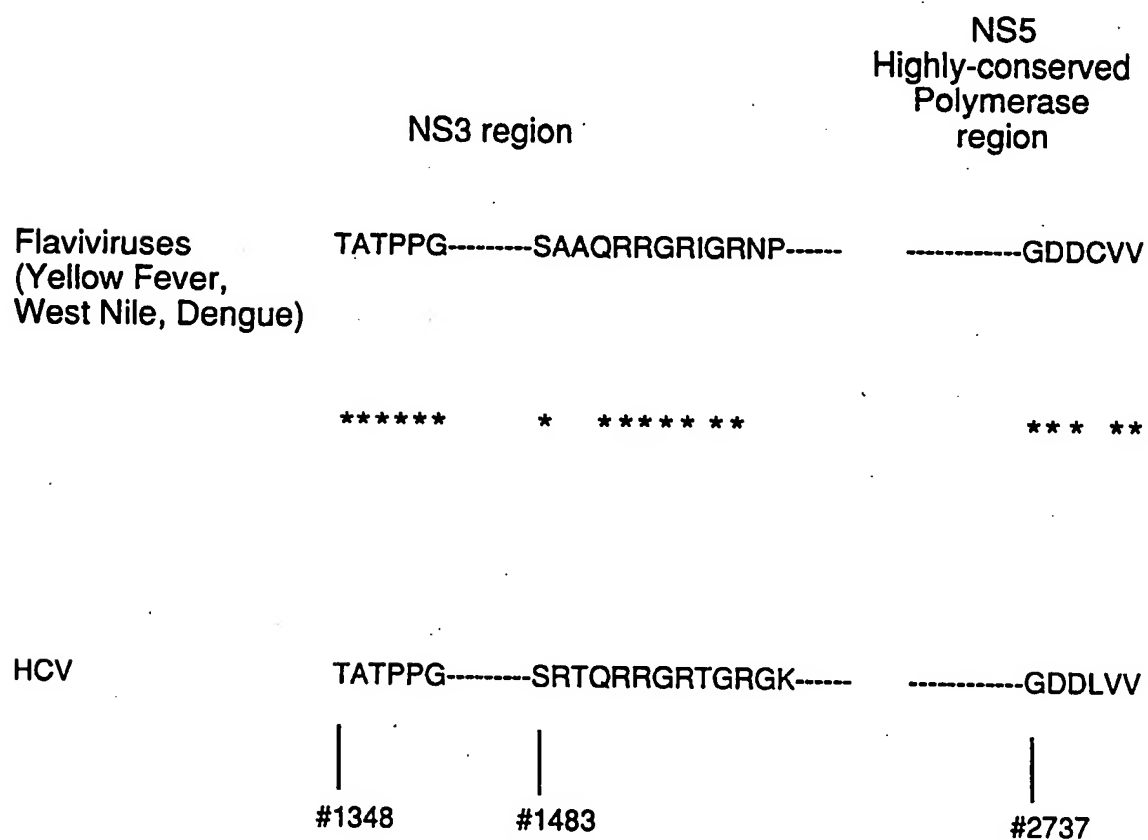 NS5
Highly-conserved
Polymerase
region
NS3 region
Flaviviruses
(Yellow Fever,
West Nile, Dengue)
TATPPG---------SAAQRRGRIGRNP------ ------------GDDCVV
****** * ***** ** *** **
HCV
TATPPG---------SRTQRRGRTGRGK------ ------------GDDLVV
#1348 #1483 #2737